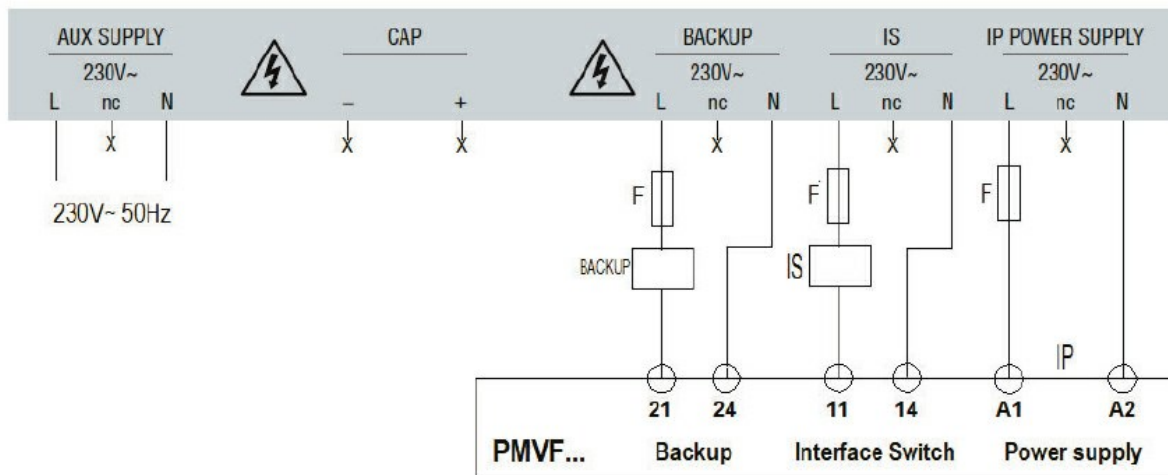 AUX SUPPLY CAP BACKUP IS IP POWER SUPPLY
230V~ 230V~ 230V~ 230V~
L nc N – + L nc N L nc N L nc N
X X X X X X
230V~ 50Hz
F F F
BACKUP IS
IP
21 24 11 14 A1 A2
PMVF... Backup Interface Switch Power supply